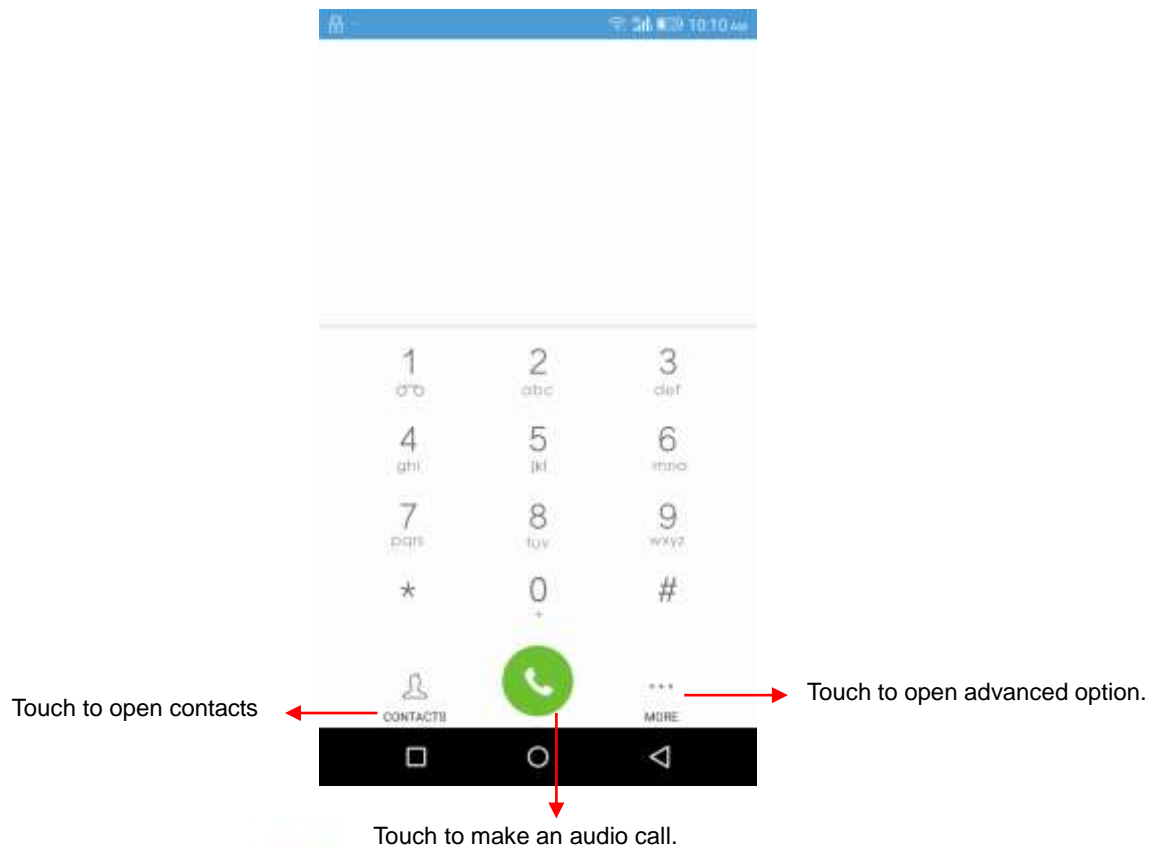 10:10 AM
1 2 3
abc def
4 5 6
ghi jkl mno
7 8 9
pqrs tuv wxyz
* 0 #
+
Touch to open contacts
CONTACTS
MORE
Touch to open advanced option.
Touch to make an audio call.